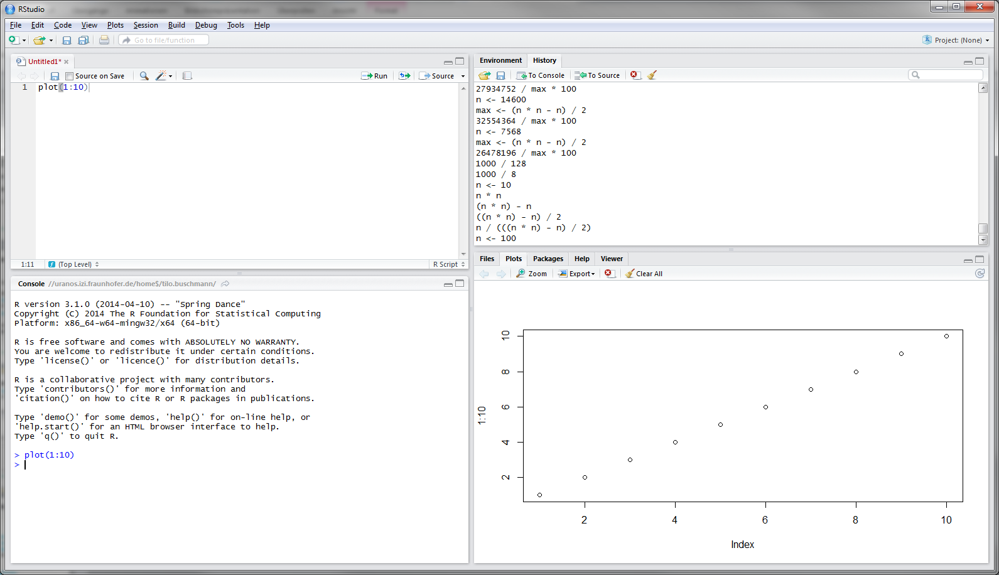 RStudio
File Edit Code View Plots Session Build Debug Tools Help
Go to file/function
Project: (None)
Untitled1*
Source on Save
Run
Source
1 plot(1:10)
1:11 (Top Level) R Script
Console //uranos.izi.fraunhofer.de/home$/tilo.buschmann/
R version 3.1.0 (2014-04-10) -- "Spring Dance"
Copyright (C) 2014 The R Foundation for Statistical Computing
Platform: x86_64-w64-mingw32/x64 (64-bit)
R is free software and comes with ABSOLUTELY NO WARRANTY.
You are welcome to redistribute it under certain conditions.
Type 'license()' or 'licence()' for distribution details.
R is a collaborative project with many contributors.
Type 'contributors()' for more information and
'citation()' on how to cite R or R packages in publications.
Type 'demo()' for some demos, 'help()' for on-line help, or
'help.start()' for an HTML browser interface to help.
Type 'q()' to quit R.
> plot(1:10)
>
Environment History
To Console To Source
27934752 / max * 100
n <- 14600
max <- (n * n - n) / 2
32554364 / max * 100
n <- 7568
max <- (n * n - n) / 2
26478196 / max * 100
1000 / 128
1000 / 8
n <- 10
n * n
(n * n) - n
((n * n) - n) / 2
n / (((n * n) - n) / 2)
n <- 100
Files Plots Packages Help Viewer
Zoom Export Clear All
10
8
6
4
2
1:10
2 4 6 8 10
Index